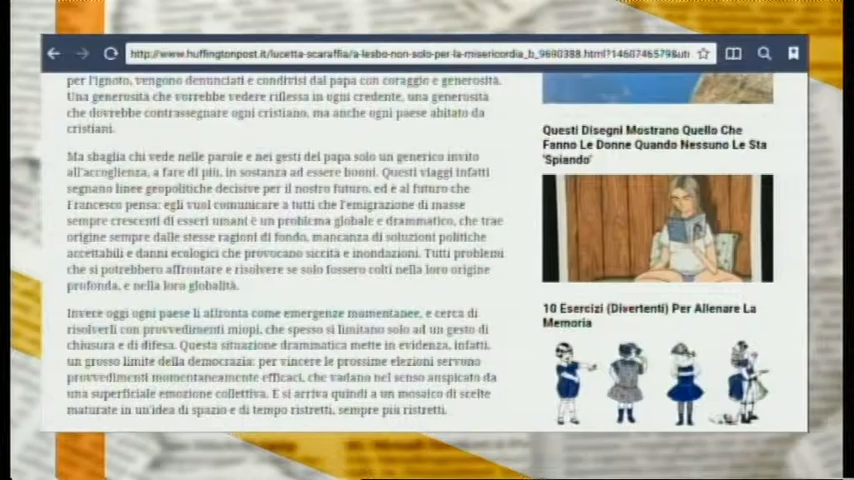 http://www.huffingtonpost.it/lucetta-scaraffia/a-lesbo-non-solo-per-la-misericordia_b_9690388.html?1460746579&uti
per l'ignoto, vengono denunciati e condivisi dal papa con coraggio e generosità.
Una generosità che vorrebbe vedere riflessa in ogni credente, una generosità
che dovrebbe contrassegnare ogni cristiano, ma anche ogni paese abitato da
cristiani.
Ma sbaglia chi vede nelle parole e nei gesti del papa solo un generico invito
all'accoglienza, a fare di più, in sostanza ad essere buoni. Questi viaggi infatti
segnano linee geopolitiche decisive per il nostro futuro, ed è al futuro che
Francesco pensa: egli vuol comunicare a tutti che l'emigrazione di masse
sempre crescenti di esseri umani è un problema globale e drammatico, che trae
origine sempre dalle stesse ragioni di fondo, mancanza di soluzioni politiche
accettabili e danni ecologici che provocano siccità e inondazioni. Tutti problemi
che si potrebbero affrontare e risolvere se solo fossero colti nella loro origine
profonda, e nella loro globalità.
Invece oggi ogni paese li affronta come emergenze momentanee, e cerca di
risolverli con provvedimenti miopi, che spesso si limitano solo ad un gesto di
chiusura e di difesa. Questa situazione drammatica mette in evidenza, infatti,
un grosso limite della democrazia: per vincere le prossime elezioni servono
provvedimenti momentaneamente efficaci, che vadano nel senso auspicato da
una superficiale emozione collettiva. E si arriva quindi a un mosaico di scelte
maturate in un'idea di spazio e di tempo ristretti, sempre più ristretti.
Questi Disegni Mostrano Quello Che
Fanno Le Donne Quando Nessuno Le Sta
'Spiando'
10 Esercizi (Divertenti) Per Allenare La
Memoria